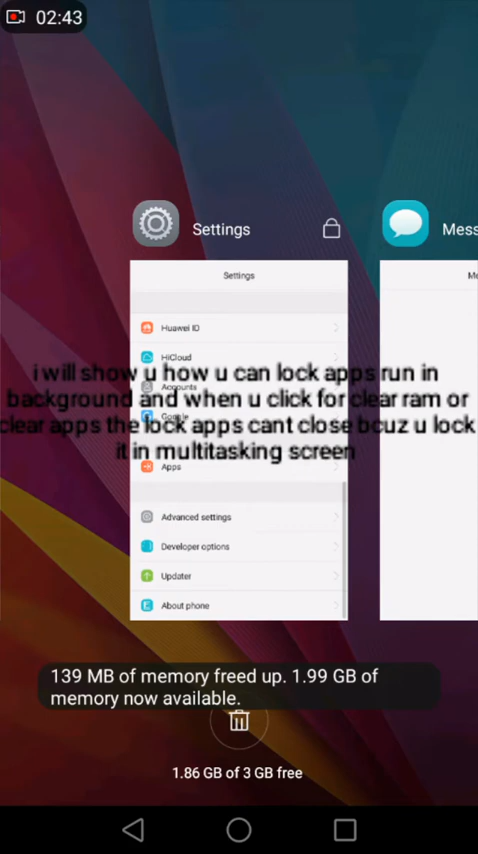 02:43
Settings
Mess
Settings
Me
Huawei ID
HiCloud
i will show u how u can lock apps run in
Accounts
background and when u click for clear ram or
Google
clear apps the lock apps cant close bcuz u lock
it in multitasking screen
Apps
Advanced settings
Developer options
Updater
About phone
139 MB of memory freed up. 1.99 GB of
memory now available.
1.86 GB of 3 GB free